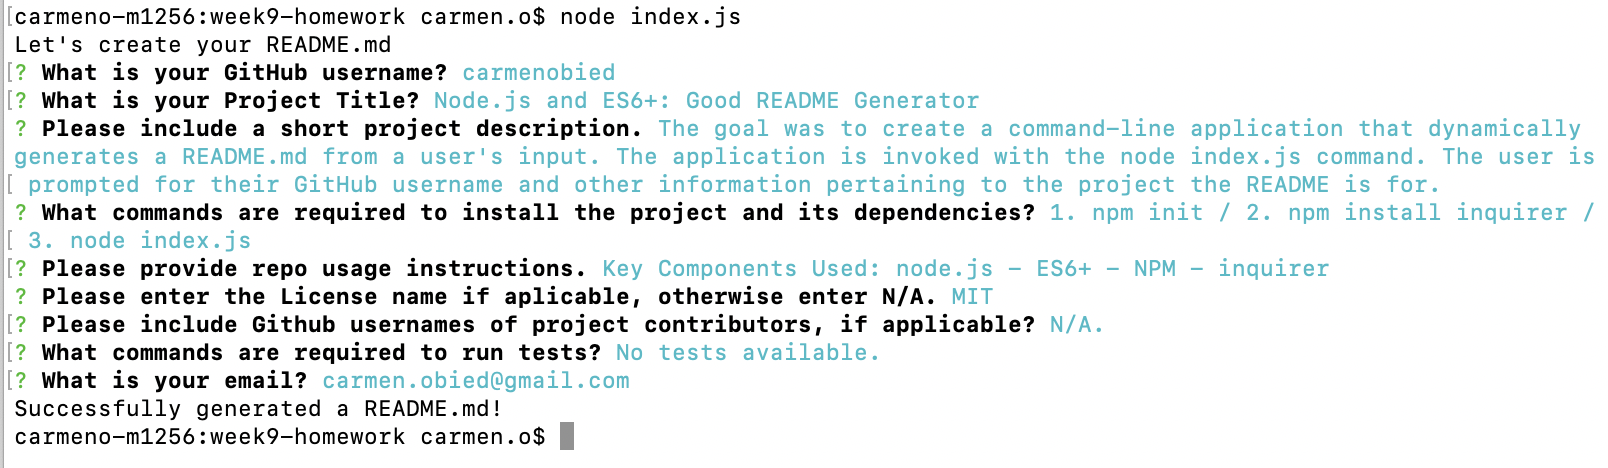 [carmeno-m1256:week9-homework carmen.o$ node index.js
Let's create your README.md
[? What is your GitHub username? carmenobied
[? What is your Project Title? Node.js and ES6+: Good README Generator
? Please include a short project description. The goal was to create a command-line application that dynamically
generates a README.md from a user's input. The application is invoked with the node index.js command. The user is
[ prompted for their GitHub username and other information pertaining to the project the README is for.
? What commands are required to install the project and its dependencies? 1. npm init / 2. npm install inquirer /
[ 3. node index.js
[? Please provide repo usage instructions. Key Components Used: node.js – ES6+ – NPM – inquirer
? Please enter the License name if aplicable, otherwise enter N/A. MIT
[? Please include Github usernames of project contributors, if applicable? N/A.
[? What commands are required to run tests? No tests available.
[? What is your email? carmen.obied@gmail.com
Successfully generated a README.md!
carmeno-m1256:week9-homework carmen.o$